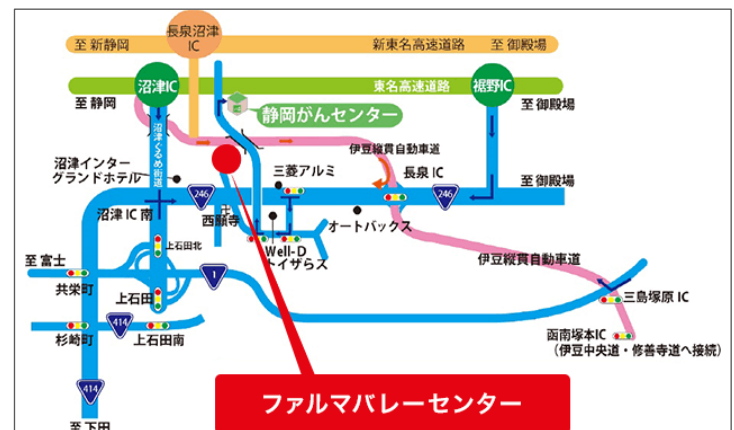 長泉沼津
IC
至 新静岡
新東名高速道路
至 御殿場
沼津IC
東名高速道路
裾野IC
至 静岡
至 御殿場
静岡がんセンター
沼津ぐるめ街道
伊豆縦貫自動車道
沼津インター
グランドホテル
三菱アルミ
長泉 IC
246
246
至 御殿場
沼津 IC 南
西願寺
オートバックス
上石田北
Well-D
トイザらス
至 富士
伊豆縦貫自動車道
1
共栄町
上石田
三島塚原 IC
414
杉崎町
上石田南
函南塚本IC
(伊豆中央道・修善寺道へ接続)
414
ファルマバレーセンター
至 下田